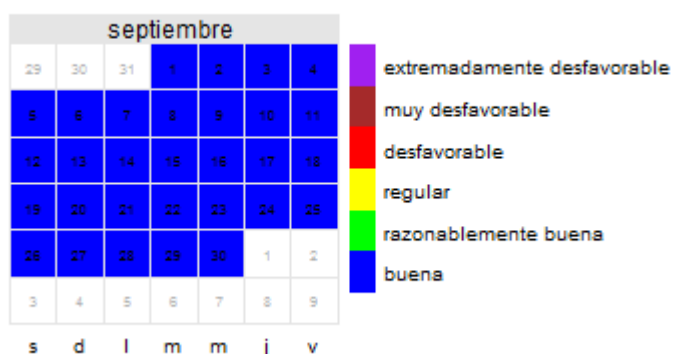 septiembre
29 30 31 1 2 3 4
5 6 7 8 9 10 11
12 13 14 15 16 17 18
19 20 21 22 23 24 25
26 27 28 29 30 1 2
3 4 5 6 7 8 9
s d l m m j v
extremadamente desfavorable
muy desfavorable
desfavorable
regular
razonablemente buena
buena